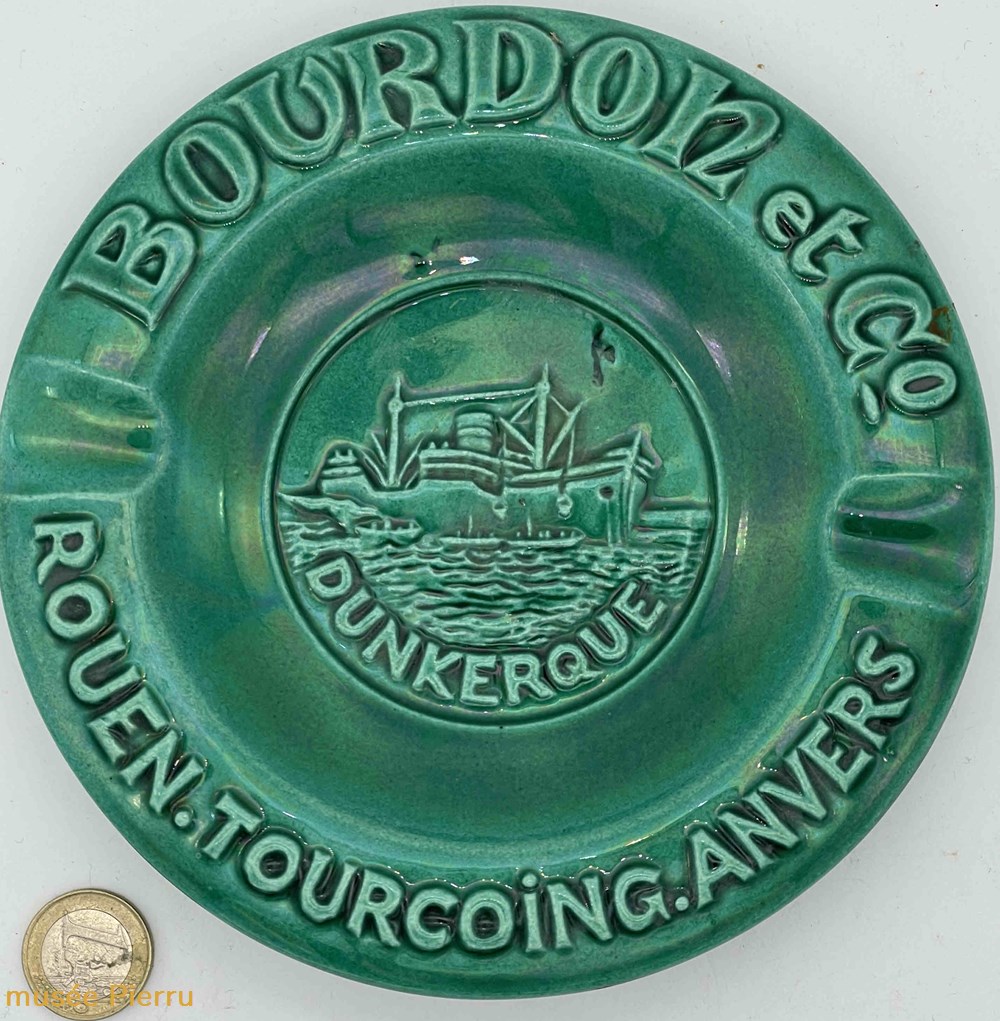 BOURDON et Co
DUNKERQUE
ROUEN.TOURCOiNG.ANVERS
musée Pierru